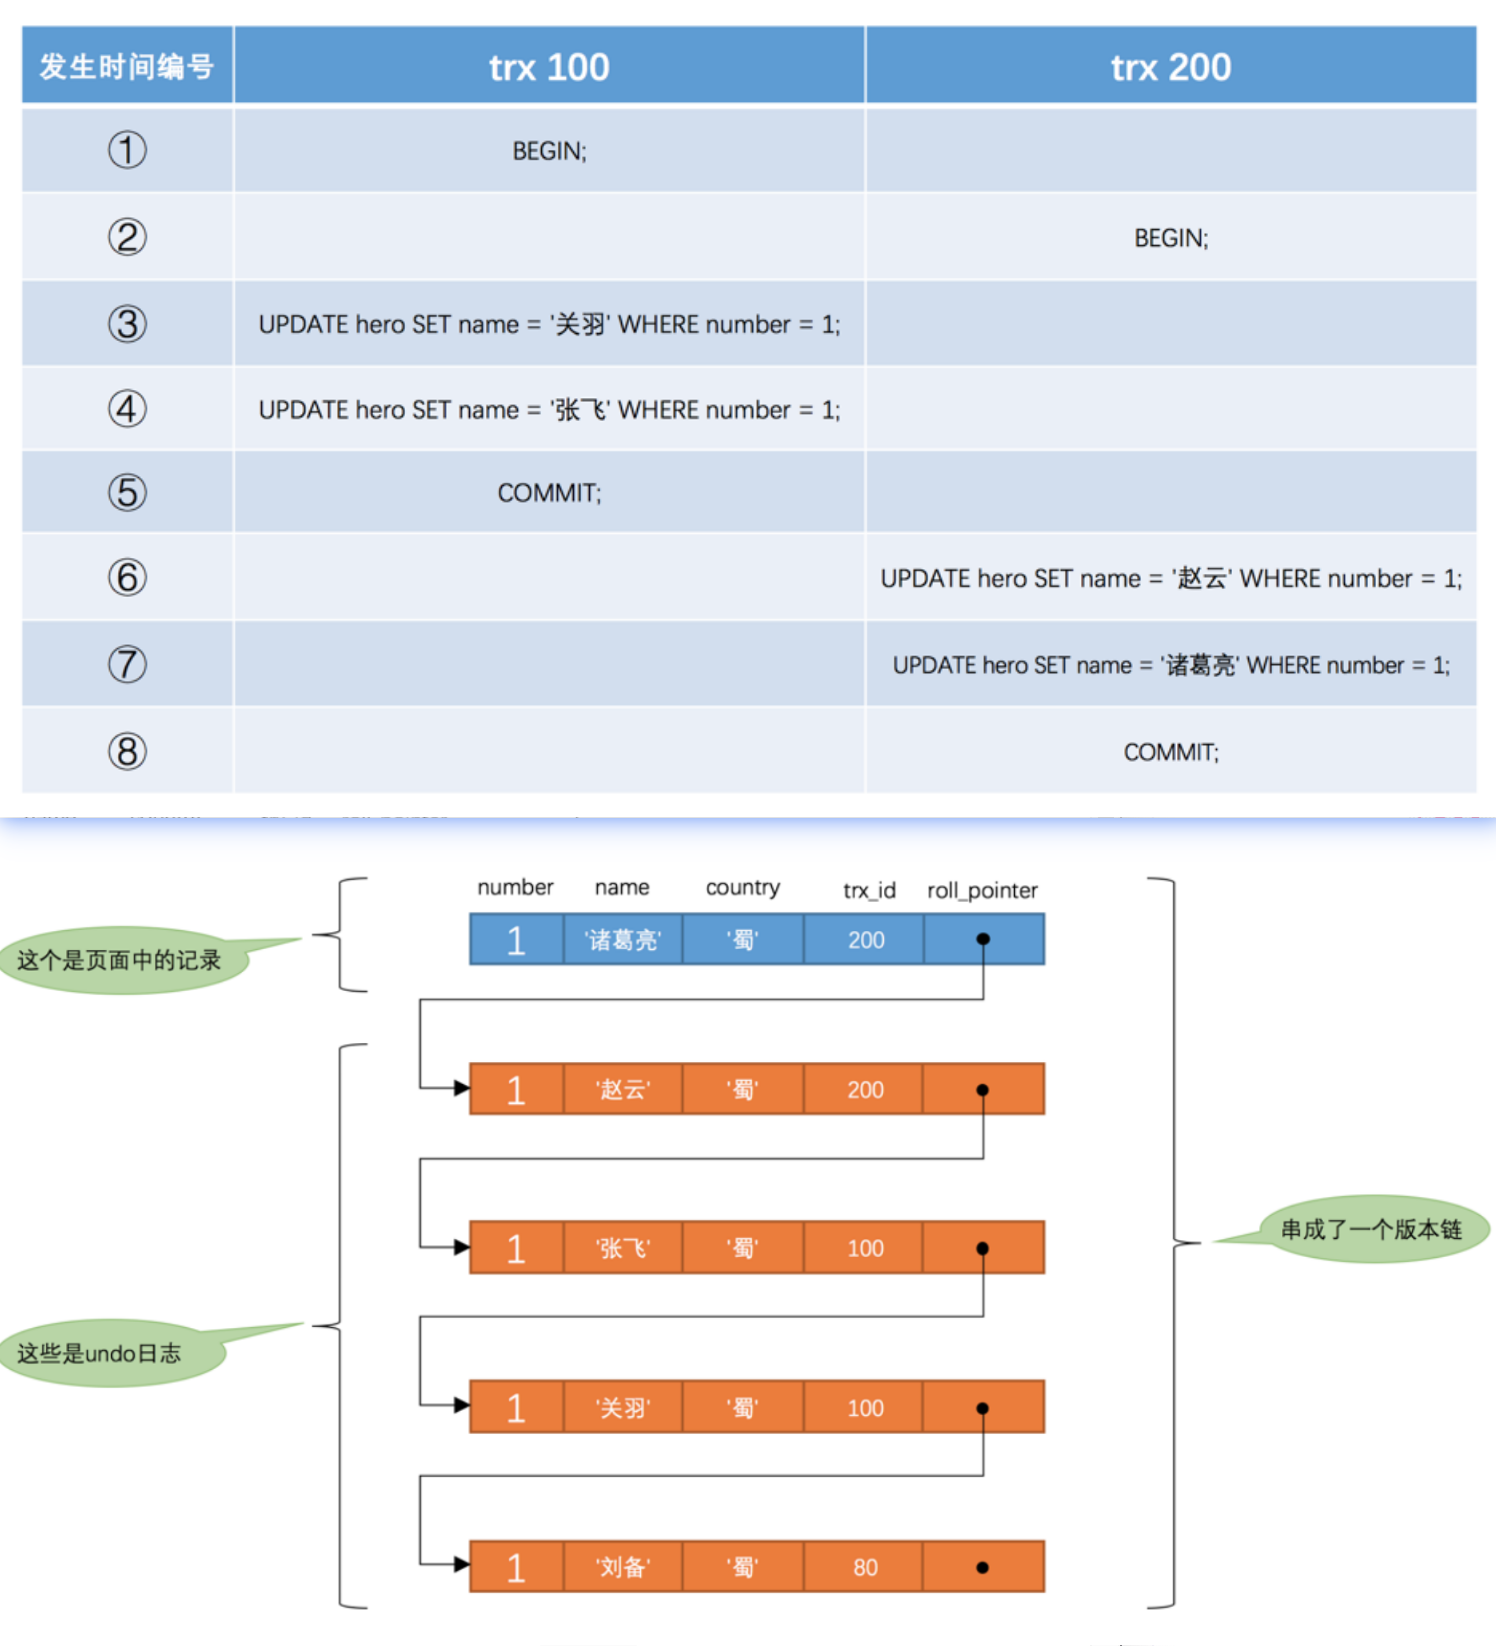 发生时间编号 trx 100 trx 200
① BEGIN;
② BEGIN;
③ UPDATE hero SET name = '关羽' WHERE number = 1;
④ UPDATE hero SET name = '张飞' WHERE number = 1;
⑤ COMMIT;
⑥ UPDATE hero SET name = '赵云' WHERE number = 1;
⑦ UPDATE hero SET name = '诸葛亮' WHERE number = 1;
⑧ COMMIT;
number name country trx_id roll_pointer
1 '诸葛亮' '蜀' 200
这个是页面中的记录
1 '赵云' '蜀' 200
1 '张飞' '蜀' 100
串成了一个版本链
这些是undo日志
1 '关羽' '蜀' 100
1 '刘备' '蜀' 80